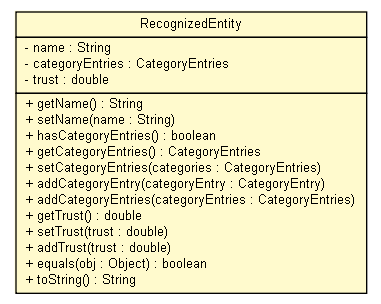 RecognizedEntity
- name : String
- categoryEntries : CategoryEntries
- trust : double
+ getName() : String
+ setName(name : String)
+ hasCategoryEntries() : boolean
+ getCategoryEntries() : CategoryEntries
+ setCategoryEntries(categories : CategoryEntries)
+ addCategoryEntry(categoryEntry : CategoryEntry)
+ addCategoryEntries(categoryEntries : CategoryEntries)
+ getTrust() : double
+ setTrust(trust : double)
+ addTrust(trust : double)
+ equals(obj : Object) : boolean
+ toString() : String